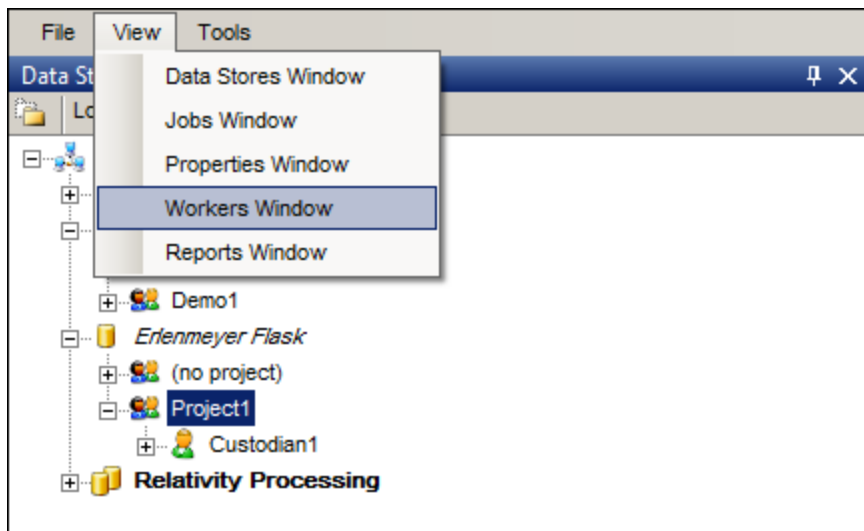 File View Tools
Data St
Data Stores Window
Jobs Window
Properties Window
Workers Window
Reports Window
Demo1
Erlenmeyer Flask
(no project)
Project1
Custodian1
Relativity Processing